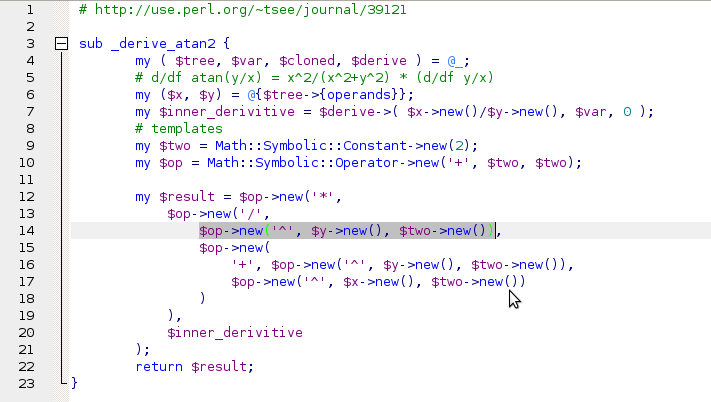 1 # http://use.perl.org/~tsee/journal/39121
2
3 sub _derive_atan2 {
4 my ( $tree, $var, $cloned, $derive ) = @_;
5 # d/df atan(y/x) = x^2/(x^2+y^2) * (d/df y/x)
6 my ($x, $y) = @{$tree->{operands}};
7 my $inner_derivitive = $derive->( $x->new()/$y->new(), $var, 0 );
8 # templates
9 my $two = Math::Symbolic::Constant->new(2);
10 my $op = Math::Symbolic::Operator->new('+', $two, $two);
11
12 my $result = $op->new('*',
13 $op->new('/',
14 $op->new('^', $y->new(), $two->new()),
15 $op->new(
16 '+', $op->new('^', $y->new(), $two->new()),
17 $op->new('^', $x->new(), $two->new())
18 )
19 ),
20 $inner_derivitive
21 );
22 return $result;
23 }